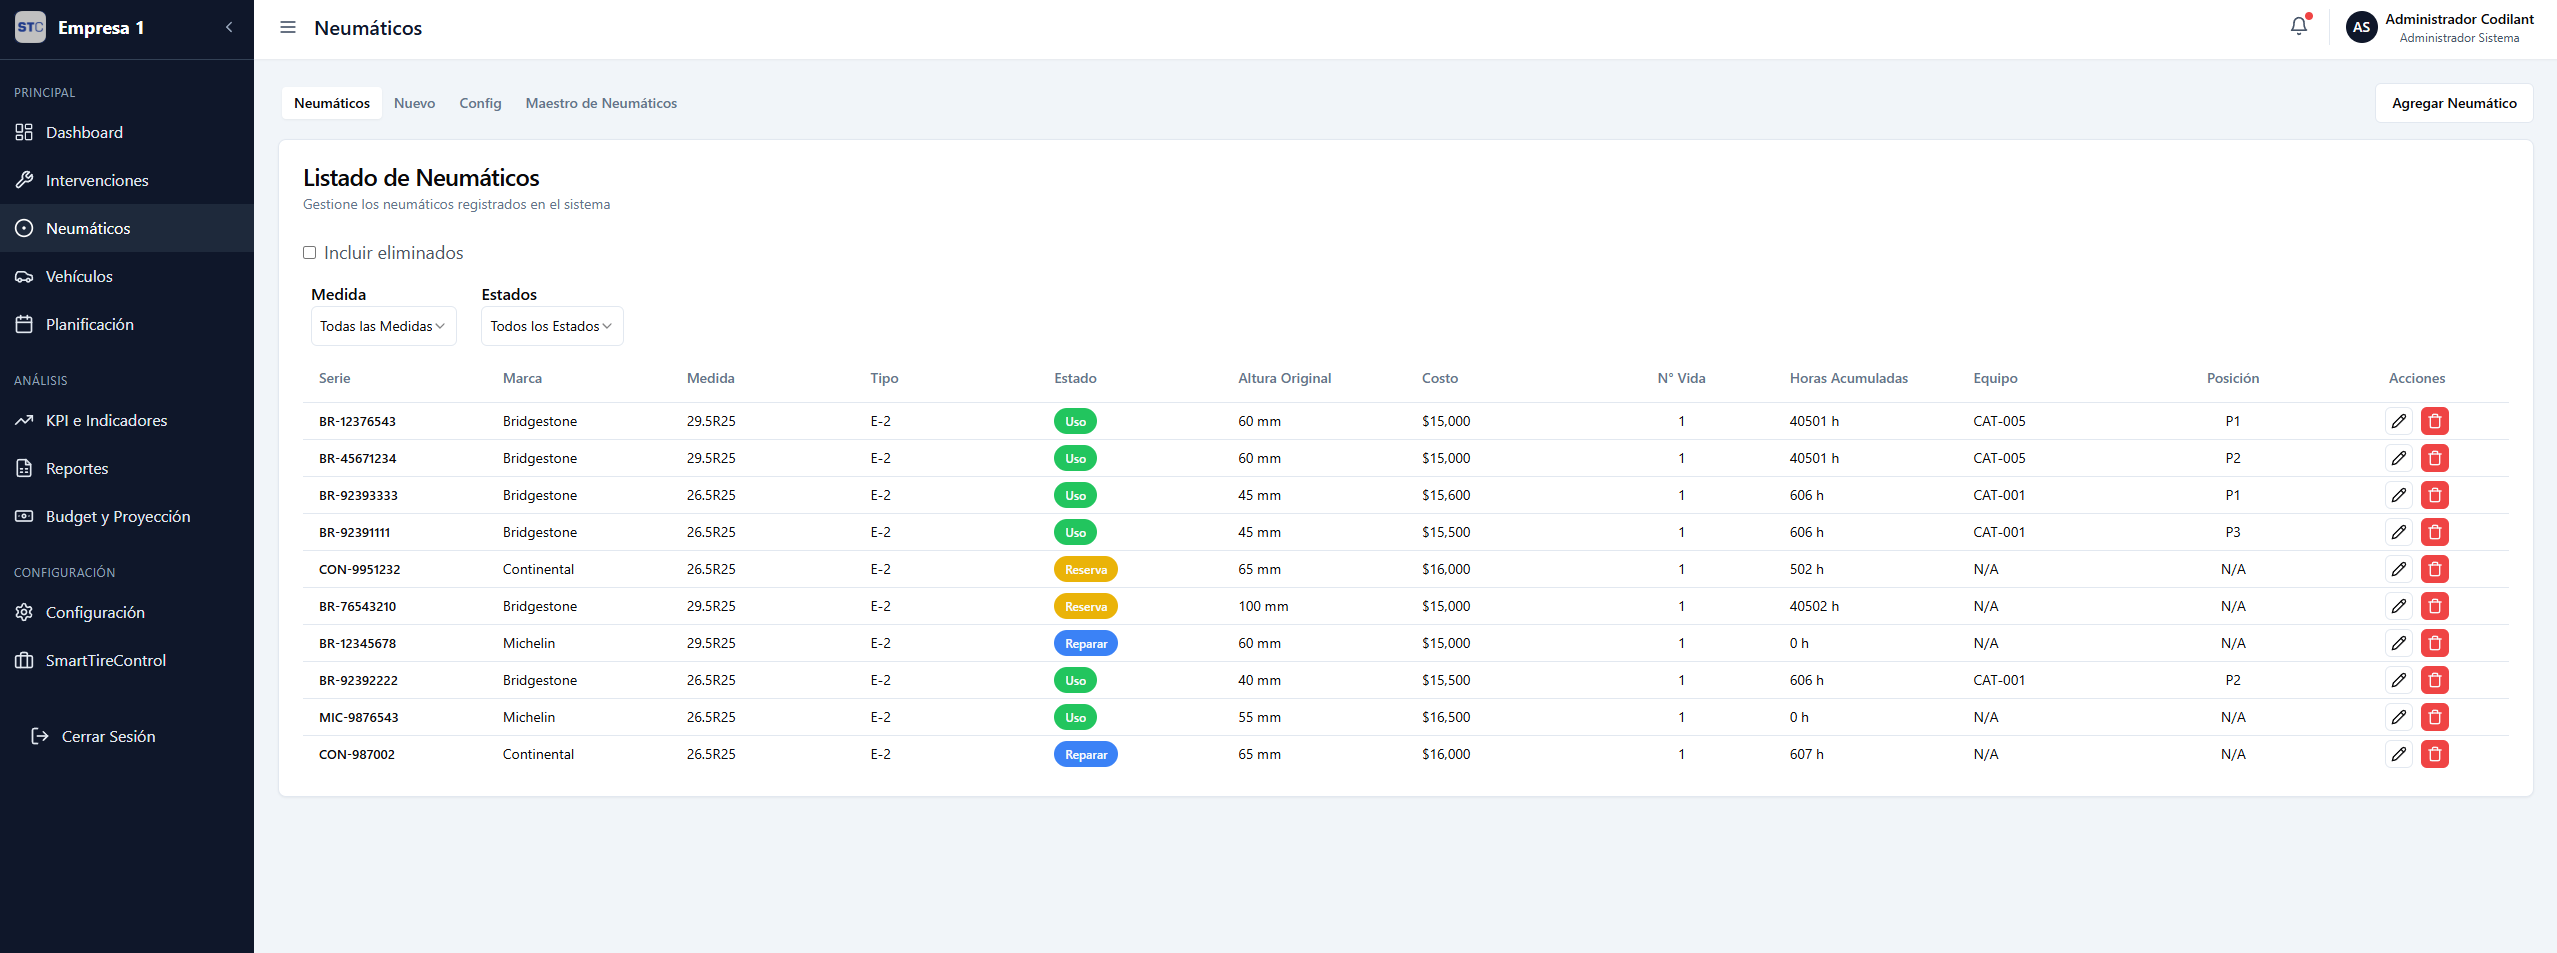 STC Empresa 1
PRINCIPAL
Dashboard
Intervenciones
Neumáticos
Vehículos
Planificación
ANÁLISIS
KPI e Indicadores
Reportes
Budget y Proyección
CONFIGURACIÓN
Configuración
SmartTireControl
Cerrar Sesión
Neumáticos
AS Administrador Codilant
Administrador Sistema
Neumáticos Nuevo Config Maestro de Neumáticos Agregar Neumático
Listado de Neumáticos
Gestione los neumáticos registrados en el sistema
Incluir eliminados
Medida Estados
Todas las Medidas Todos los Estados
Serie Marca Medida Tipo Estado Altura Original Costo N° Vida Horas Acumuladas Equipo Posición Acciones
BR-12376543 Bridgestone 29.5R25 E-2 Uso 60 mm $15,000 1 40501 h CAT-005 P1
BR-45671234 Bridgestone 29.5R25 E-2 Uso 60 mm $15,000 1 40501 h CAT-005 P2
BR-92393333 Bridgestone 26.5R25 E-2 Uso 45 mm $15,600 1 606 h CAT-001 P1
BR-92391111 Bridgestone 26.5R25 E-2 Uso 45 mm $15,500 1 606 h CAT-001 P3
CON-9951232 Continental 26.5R25 E-2 Reserva 65 mm $16,000 1 502 h N/A N/A
BR-76543210 Bridgestone 29.5R25 E-2 Reserva 100 mm $15,000 1 40502 h N/A N/A
BR-12345678 Michelin 29.5R25 E-2 Reparar 60 mm $15,000 1 0 h N/A N/A
BR-92392222 Bridgestone 26.5R25 E-2 Uso 40 mm $15,500 1 606 h CAT-001 P2
MIC-9876543 Michelin 26.5R25 E-2 Uso 55 mm $16,500 1 0 h N/A N/A
CON-987002 Continental 26.5R25 E-2 Reparar 65 mm $16,000 1 607 h N/A N/A